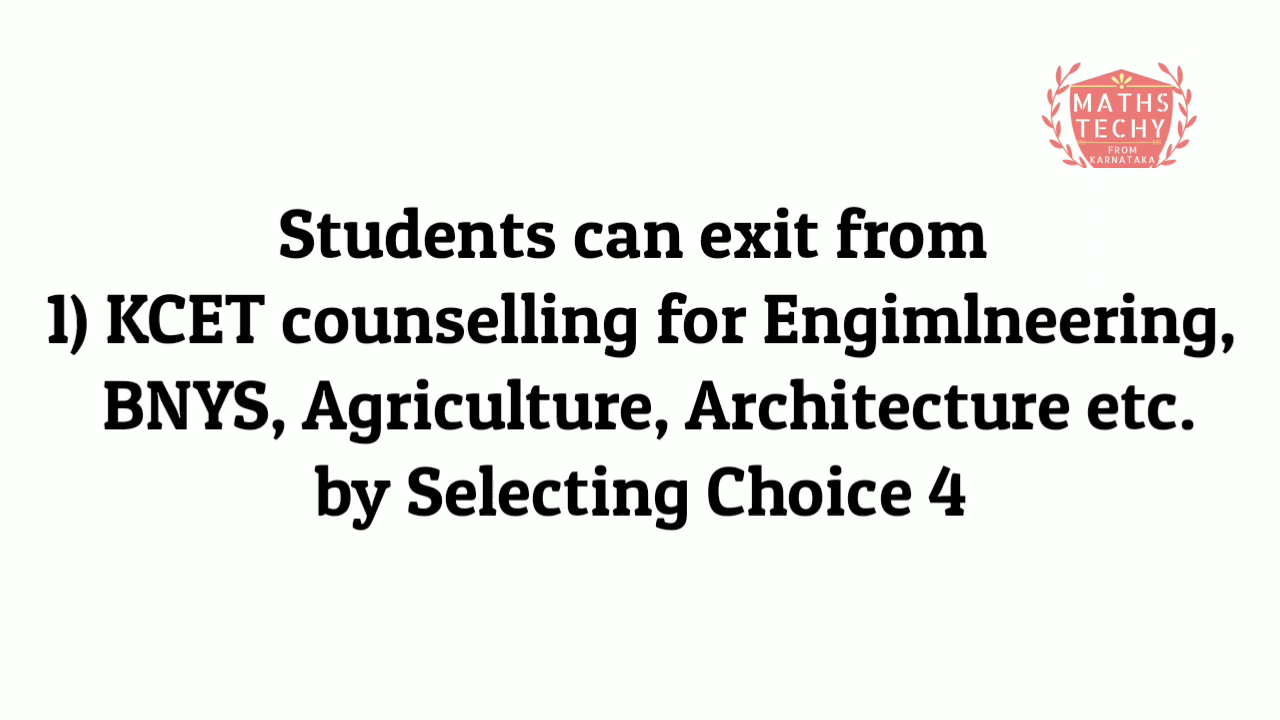 MATHS
TECHY
FROM
KARNATAKA
Students can exit from
1) KCET counselling for Engimlneering,
BNYS, Agriculture, Architecture etc.
by Selecting Choice 4